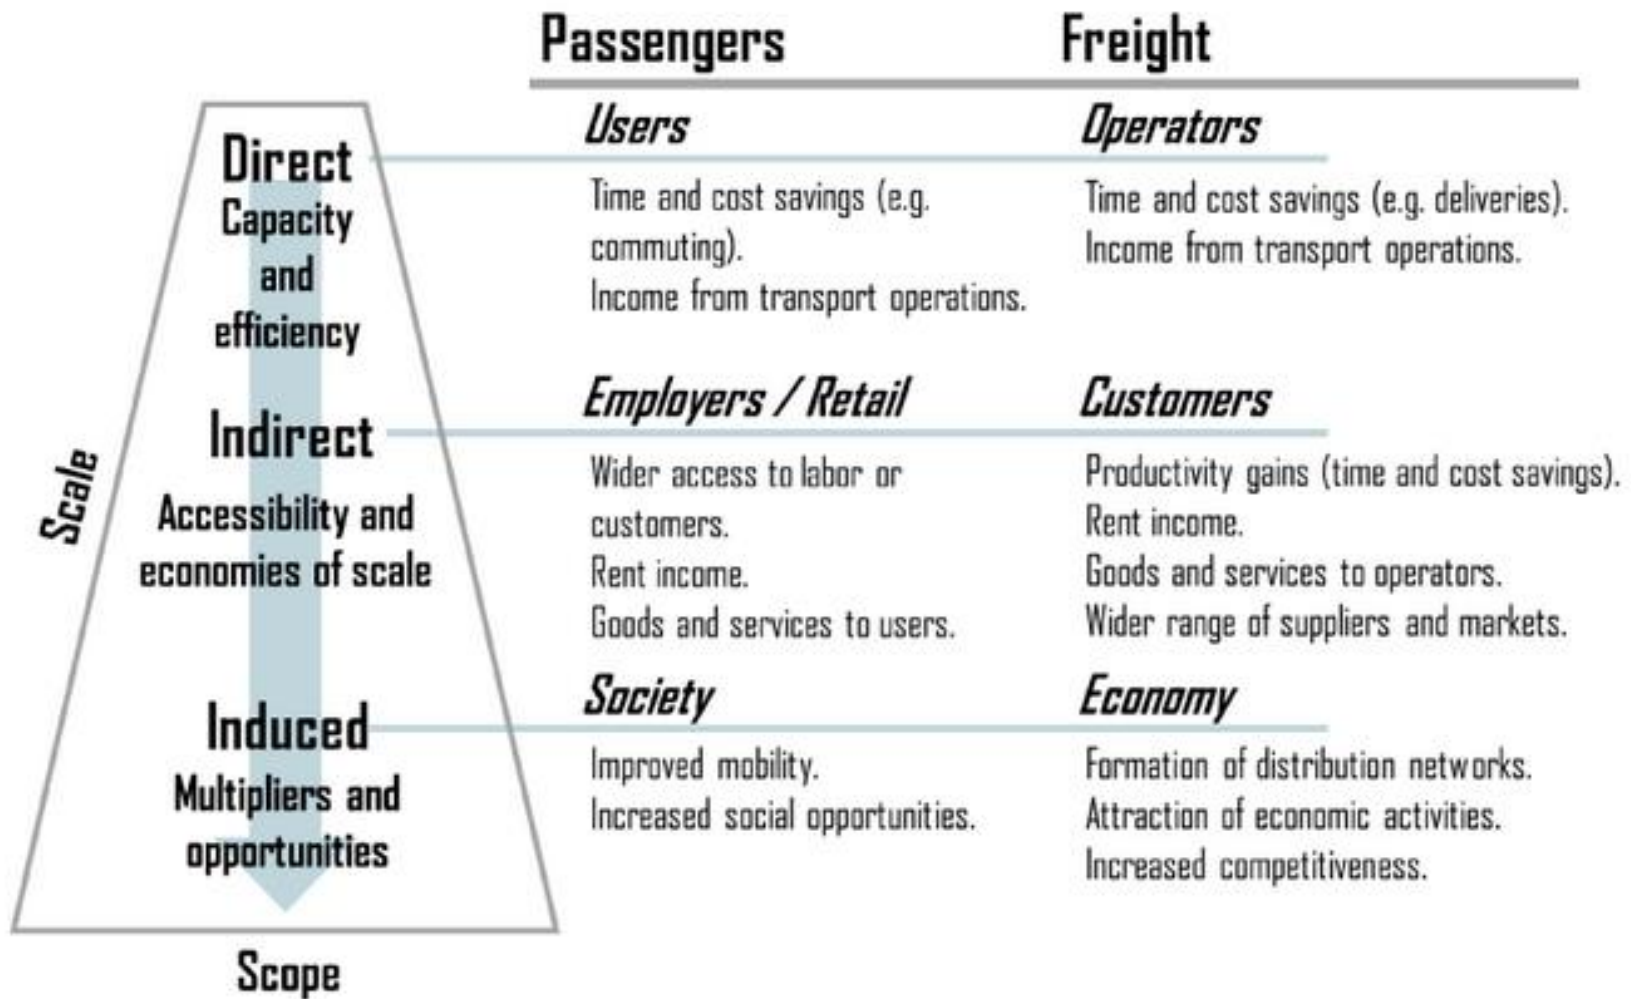 Passengers
Freight
Direct
Capacity
and
efficiency
Users
Time and cost savings (e.g.
commuting).
Income from transport operations.
Operators
Time and cost savings (e.g. deliveries).
Income from transport operations.
Scale
Indirect
Accessibility and
economies of scale
Employers / Retail
Wider access to labor or
customers.
Rent income.
Goods and services to users.
Customers
Productivity gains (time and cost savings).
Rent income.
Goods and services to operators.
Wider range of suppliers and markets.
Induced
Multipliers and
opportunities
Society
Improved mobility.
Increased social opportunities.
Economy
Formation of distribution networks.
Attraction of economic activities.
Increased competitiveness.
Scope